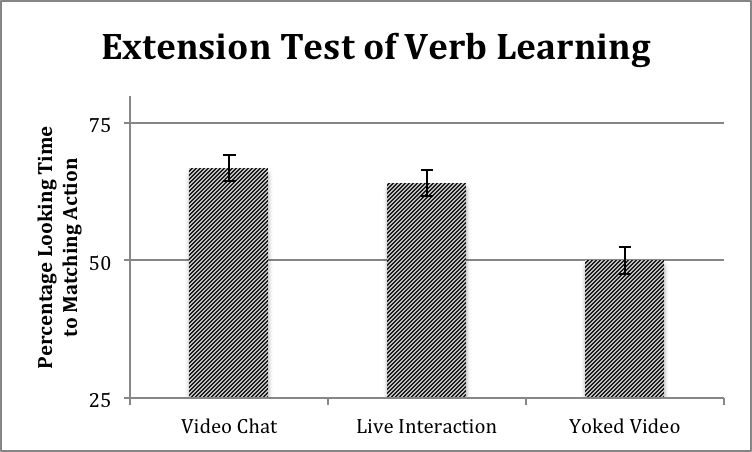 Extension Test of Verb Learning
Percentage Looking Time
to Matching Action
75
50
25
Video Chat
Live Interaction
Yoked Video